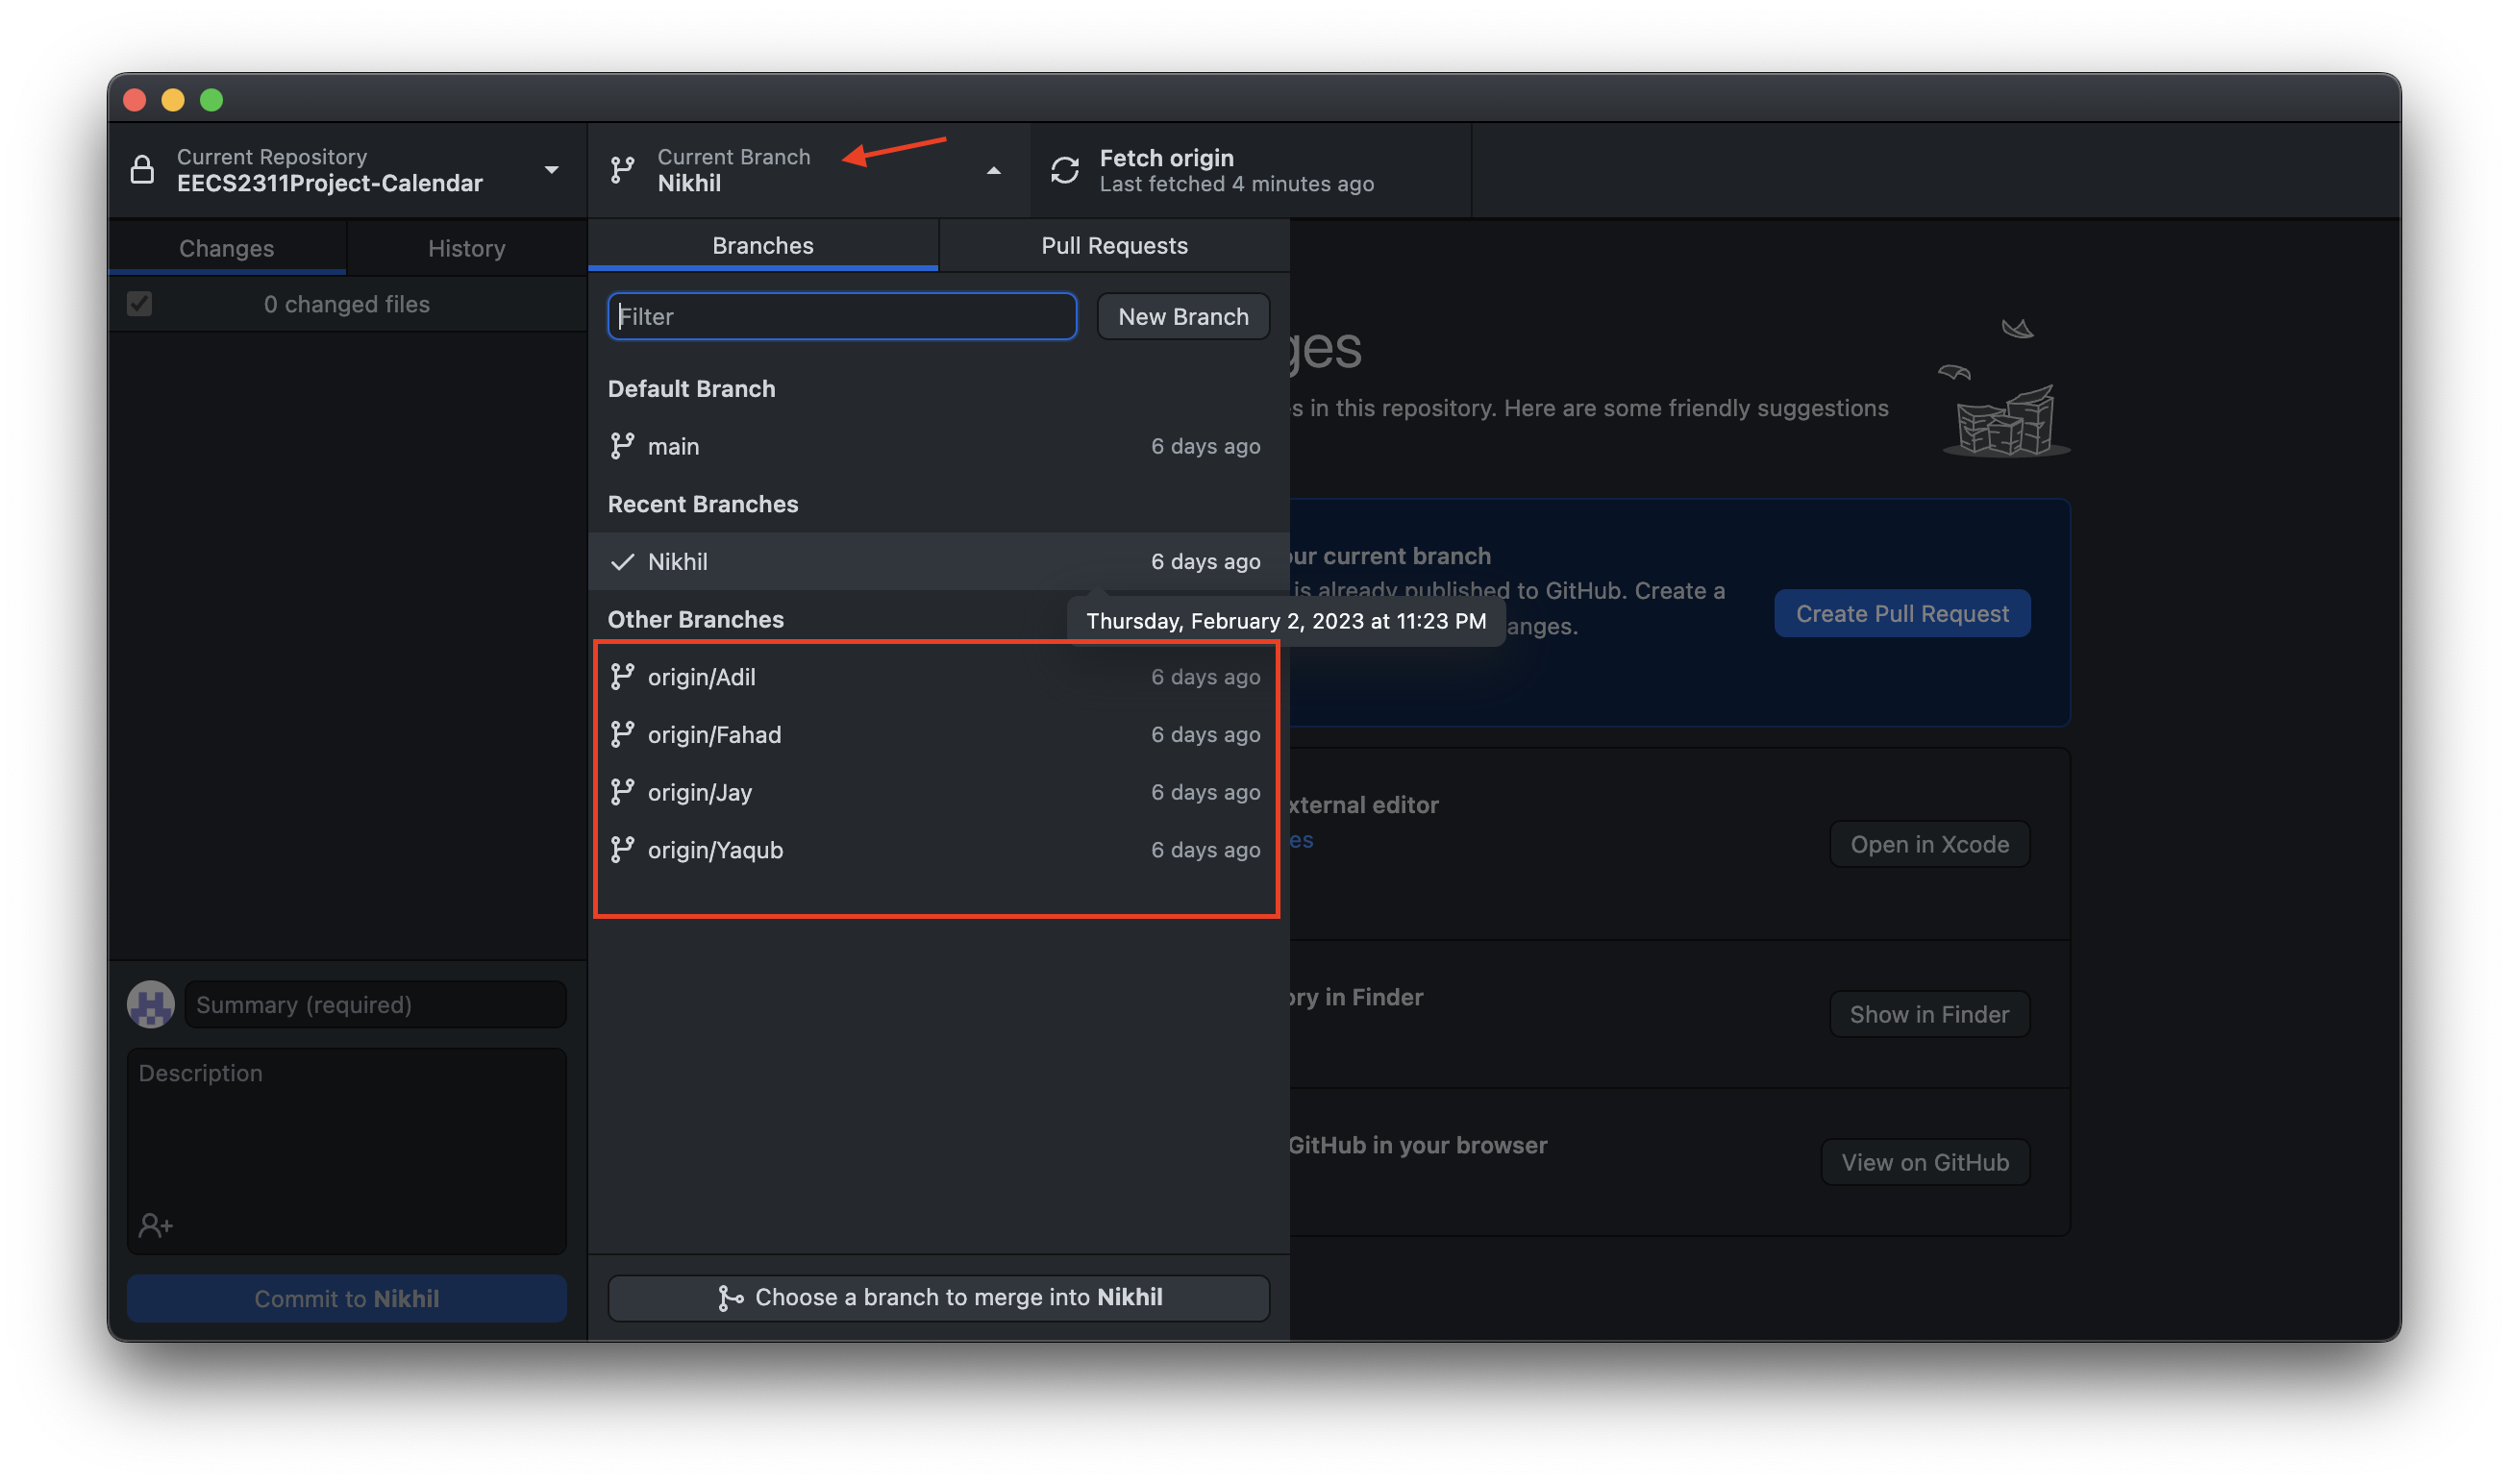 Current Repository
EECS2311Project-Calendar
Current Branch
Nikhil
Fetch origin
Last fetched 4 minutes ago
Changes
History
0 changed files
Branches
Pull Requests
Filter
New Branch
Default Branch
main
6 days ago
Recent Branches
Nikhil
6 days ago
Other Branches
Thursday, February 2, 2023 at 11:23 PM
origin/Adil
6 days ago
origin/Fahad
6 days ago
origin/Jay
6 days ago
origin/Yaqub
6 days ago
Choose a branch to merge into Nikhil
ges
s in this repository. Here are some friendly suggestions
ur current branch
is already published to GitHub. Create a
anges.
Create Pull Request
xternal editor
es
Open in Xcode
ory in Finder
Show in Finder
GitHub in your browser
View on GitHub
Summary (required)
Description
Commit to Nikhil